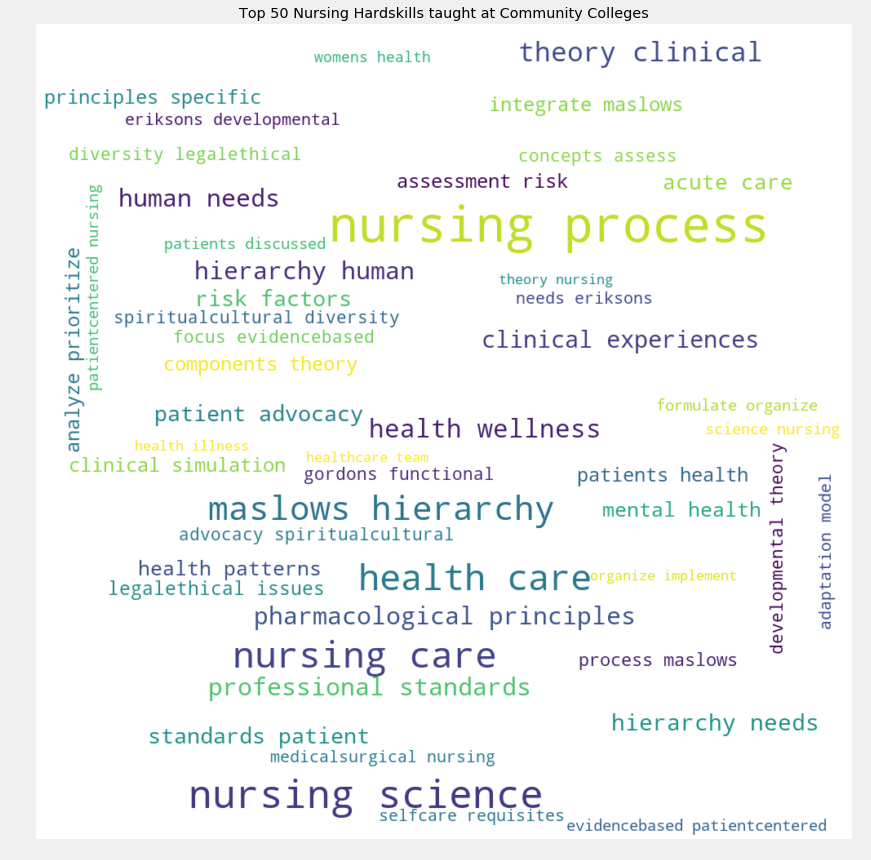 Top 50 Nursing Hardskills taught at Community Colleges
womens health
theory clinical
principles specific
integrate maslows
eriksons developmental
diversity legalethical
concepts assess
assessment risk
acute care
human needs
nursing process
patientcentered nursing
patients discussed
analyze prioritize
hierarchy human
theory nursing
risk factors
needs eriksons
spiritualcultural diversity
focus evidencebased
clinical experiences
components theory
patient advocacy
formulate organize
health wellness
science nursing
health illness
healthcare team
clinical simulation
gordons functional
patients health
developmental theory
adaptation model
maslows hierarchy
mental health
advocacy spiritualcultural
health patterns
health care
organize implement
legalethical issues
pharmacological principles
nursing care
process maslows
professional standards
hierarchy needs
standards patient
medicalsurgical nursing
nursing science
selfcare requisites
evidencebased patientcentered